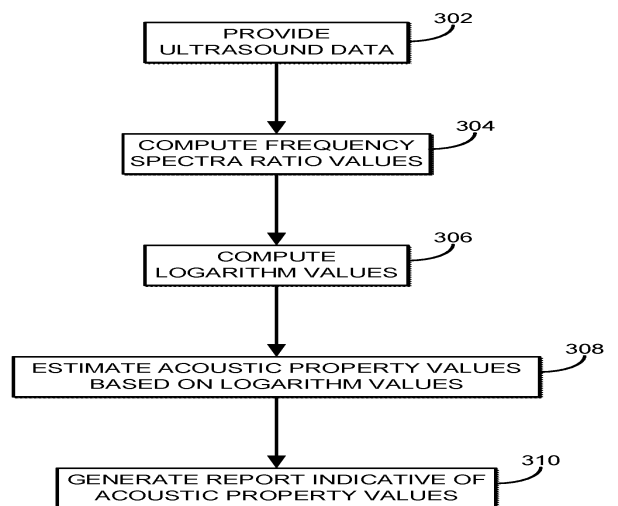 302
PROVIDE
ULTRASOUND DATA
304
COMPUTE FREQUENCY
SPECTRA RATIO VALUES
306
COMPUTE
LOGARITHM VALUES
308
ESTIMATE ACOUSTIC PROPERTY VALUES
BASED ON LOGARITHM VALUES
310
GENERATE REPORT INDICATIVE OF
ACOUSTIC PROPERTY VALUES